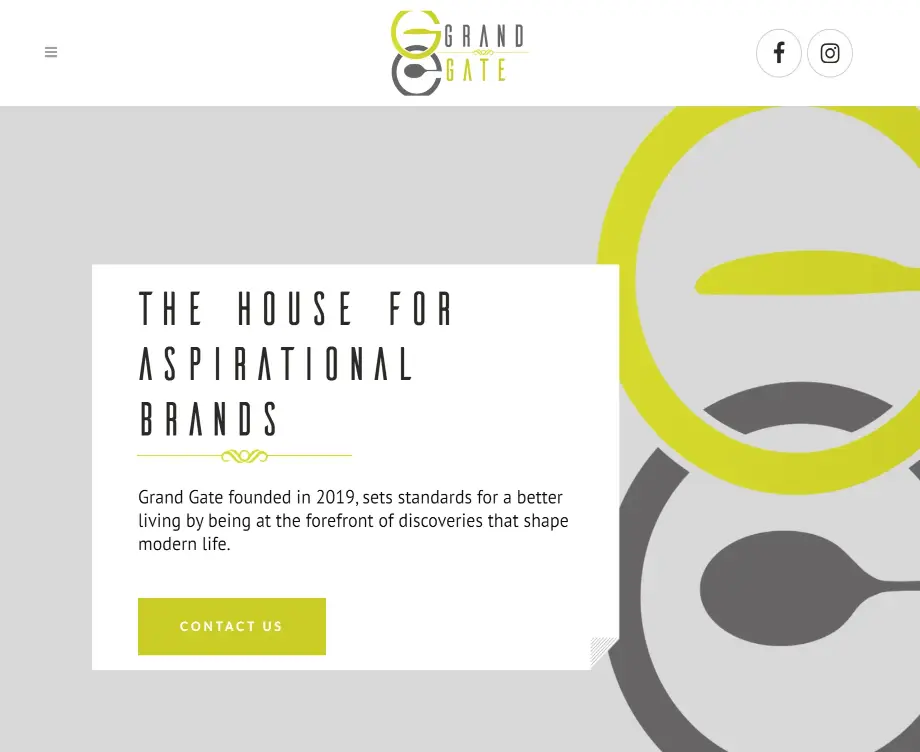 GRAND
GATE
THE HOUSE FOR
ASPIRATIONAL
BRANDS
Grand Gate founded in 2019, sets standards for a better
living by being at the forefront of discoveries that shape
modern life.
CONTACT US